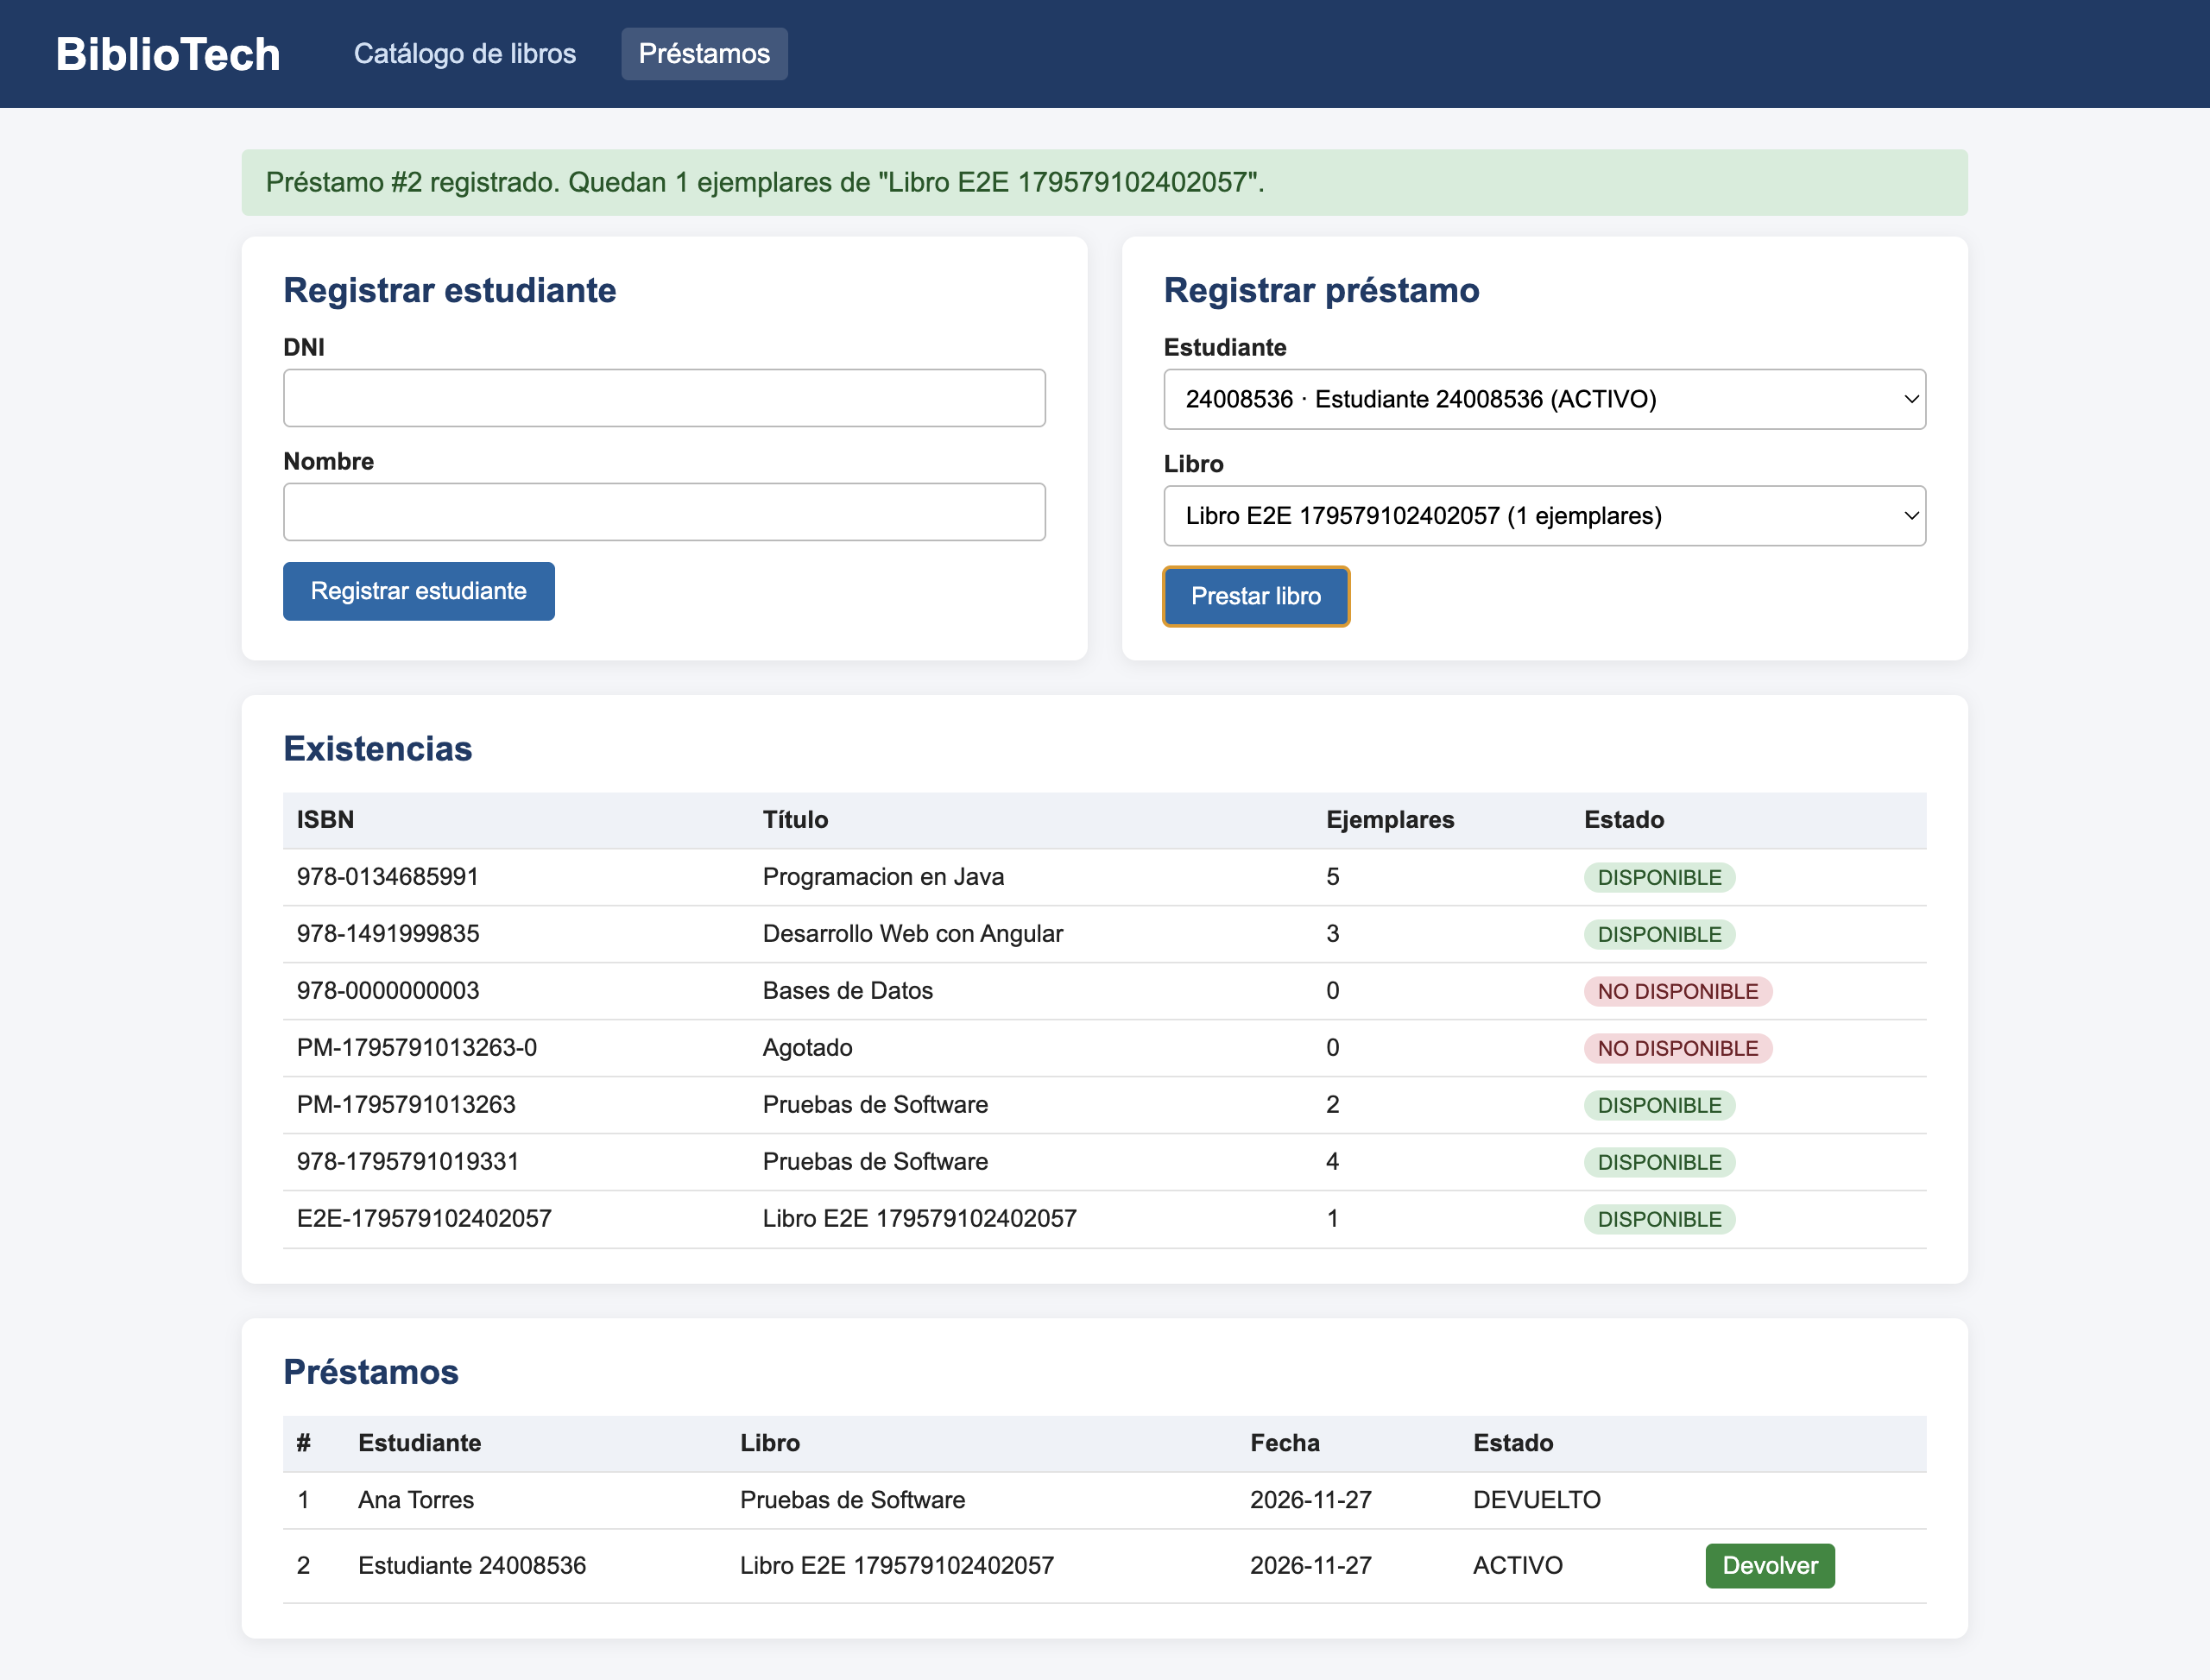 BiblioTech Catálogo de libros Préstamos
Préstamo #2 registrado. Quedan 1 ejemplares de "Libro E2E 179579102402057".
Registrar estudiante
DNI
Nombre
Registrar estudiante
Registrar préstamo
Estudiante
24008536 · Estudiante 24008536 (ACTIVO)
Libro
Libro E2E 179579102402057 (1 ejemplares)
Prestar libro
Existencias
ISBN Título Ejemplares Estado
978-0134685991 Programacion en Java 5 DISPONIBLE
978-1491999835 Desarrollo Web con Angular 3 DISPONIBLE
978-0000000003 Bases de Datos 0 NO DISPONIBLE
PM-1795791013263-0 Agotado 0 NO DISPONIBLE
PM-1795791013263 Pruebas de Software 2 DISPONIBLE
978-1795791019331 Pruebas de Software 4 DISPONIBLE
E2E-179579102402057 Libro E2E 179579102402057 1 DISPONIBLE
Préstamos
# Estudiante Libro Fecha Estado
1 Ana Torres Pruebas de Software 2026-11-27 DEVUELTO
2 Estudiante 24008536 Libro E2E 179579102402057 2026-11-27 ACTIVO Devolver